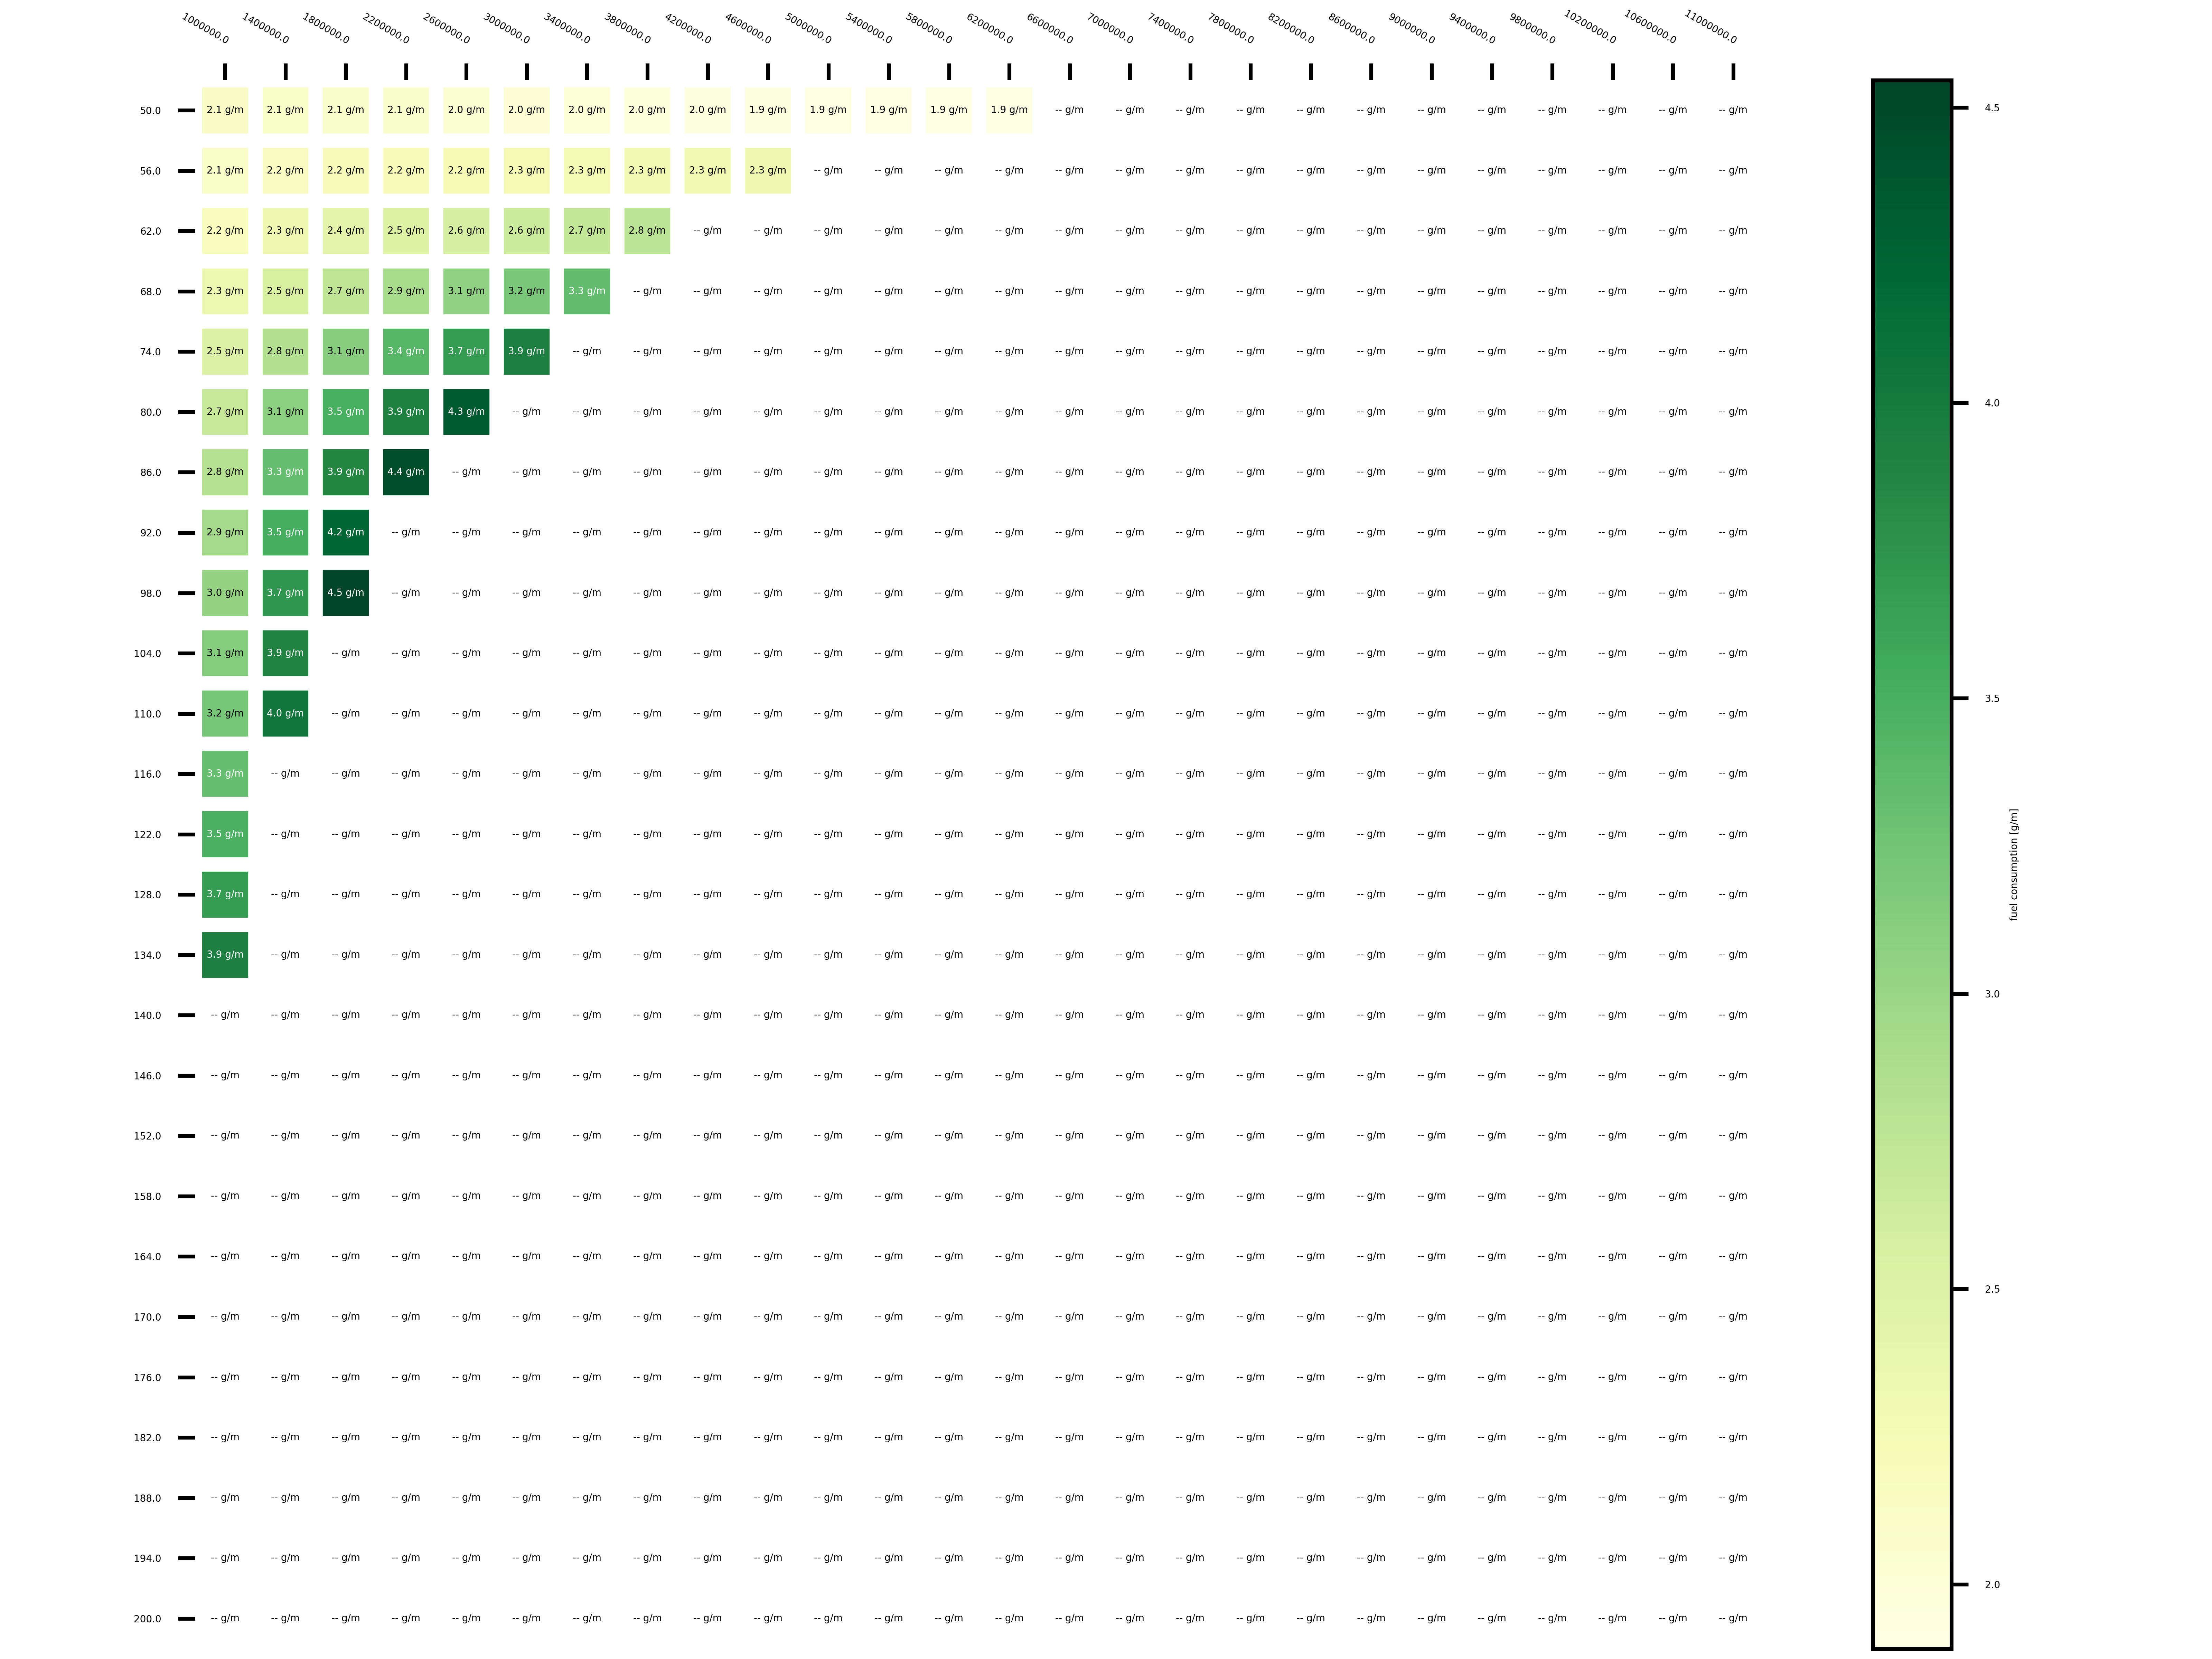 1000000.0 1400000.0 1800000.0 2200000.0 2600000.0 3000000.0 3400000.0 3800000.0 4200000.0 4600000.0 5000000.0 5400000.0 5800000.0 6200000.0 6600000.0 7000000.0 7400000.0 7800000.0 8200000.0 8600000.0 9000000.0 9400000.0 9800000.0 10200000.0 10600000.0 11000000.0
50.0 2.1 g/m 2.1 g/m 2.1 g/m 2.1 g/m 2.0 g/m 2.0 g/m 2.0 g/m 2.0 g/m 2.0 g/m 1.9 g/m 1.9 g/m 1.9 g/m 1.9 g/m 1.9 g/m -- g/m -- g/m -- g/m -- g/m -- g/m -- g/m -- g/m -- g/m -- g/m -- g/m -- g/m -- g/m
56.0 2.1 g/m 2.2 g/m 2.2 g/m 2.2 g/m 2.2 g/m 2.3 g/m 2.3 g/m 2.3 g/m 2.3 g/m 2.3 g/m -- g/m -- g/m -- g/m -- g/m -- g/m -- g/m -- g/m -- g/m -- g/m -- g/m -- g/m -- g/m -- g/m -- g/m -- g/m -- g/m
62.0 2.2 g/m 2.3 g/m 2.4 g/m 2.5 g/m 2.6 g/m 2.6 g/m 2.7 g/m 2.8 g/m -- g/m -- g/m -- g/m -- g/m -- g/m -- g/m -- g/m -- g/m -- g/m -- g/m -- g/m -- g/m -- g/m -- g/m -- g/m -- g/m -- g/m -- g/m
68.0 2.3 g/m 2.5 g/m 2.7 g/m 2.9 g/m 3.1 g/m 3.2 g/m 3.3 g/m -- g/m -- g/m -- g/m -- g/m -- g/m -- g/m -- g/m -- g/m -- g/m -- g/m -- g/m -- g/m -- g/m -- g/m -- g/m -- g/m -- g/m -- g/m -- g/m
74.0 2.5 g/m 2.8 g/m 3.1 g/m 3.4 g/m 3.7 g/m 3.9 g/m -- g/m -- g/m -- g/m -- g/m -- g/m -- g/m -- g/m -- g/m -- g/m -- g/m -- g/m -- g/m -- g/m -- g/m -- g/m -- g/m -- g/m -- g/m -- g/m -- g/m
80.0 2.7 g/m 3.1 g/m 3.5 g/m 3.9 g/m 4.3 g/m -- g/m -- g/m -- g/m -- g/m -- g/m -- g/m -- g/m -- g/m -- g/m -- g/m -- g/m -- g/m -- g/m -- g/m -- g/m -- g/m -- g/m -- g/m -- g/m -- g/m -- g/m
86.0 2.8 g/m 3.3 g/m 3.9 g/m 4.4 g/m -- g/m -- g/m -- g/m -- g/m -- g/m -- g/m -- g/m -- g/m -- g/m -- g/m -- g/m -- g/m -- g/m -- g/m -- g/m -- g/m -- g/m -- g/m -- g/m -- g/m -- g/m -- g/m
92.0 2.9 g/m 3.5 g/m 4.2 g/m -- g/m -- g/m -- g/m -- g/m -- g/m -- g/m -- g/m -- g/m -- g/m -- g/m -- g/m -- g/m -- g/m -- g/m -- g/m -- g/m -- g/m -- g/m -- g/m -- g/m -- g/m -- g/m -- g/m
98.0 3.0 g/m 3.7 g/m 4.5 g/m -- g/m -- g/m -- g/m -- g/m -- g/m -- g/m -- g/m -- g/m -- g/m -- g/m -- g/m -- g/m -- g/m -- g/m -- g/m -- g/m -- g/m -- g/m -- g/m -- g/m -- g/m -- g/m -- g/m
104.0 3.1 g/m 3.9 g/m -- g/m -- g/m -- g/m -- g/m -- g/m -- g/m -- g/m -- g/m -- g/m -- g/m -- g/m -- g/m -- g/m -- g/m -- g/m -- g/m -- g/m -- g/m -- g/m -- g/m -- g/m -- g/m -- g/m -- g/m
110.0 3.2 g/m 4.0 g/m -- g/m -- g/m -- g/m -- g/m -- g/m -- g/m -- g/m -- g/m -- g/m -- g/m -- g/m -- g/m -- g/m -- g/m -- g/m -- g/m -- g/m -- g/m -- g/m -- g/m -- g/m -- g/m -- g/m -- g/m
116.0 3.3 g/m -- g/m -- g/m -- g/m -- g/m -- g/m -- g/m -- g/m -- g/m -- g/m -- g/m -- g/m -- g/m -- g/m -- g/m -- g/m -- g/m -- g/m -- g/m -- g/m -- g/m -- g/m -- g/m -- g/m -- g/m -- g/m
122.0 3.5 g/m -- g/m -- g/m -- g/m -- g/m -- g/m -- g/m -- g/m -- g/m -- g/m -- g/m -- g/m -- g/m -- g/m -- g/m -- g/m -- g/m -- g/m -- g/m -- g/m -- g/m -- g/m -- g/m -- g/m -- g/m -- g/m
128.0 3.7 g/m -- g/m -- g/m -- g/m -- g/m -- g/m -- g/m -- g/m -- g/m -- g/m -- g/m -- g/m -- g/m -- g/m -- g/m -- g/m -- g/m -- g/m -- g/m -- g/m -- g/m -- g/m -- g/m -- g/m -- g/m -- g/m
134.0 3.9 g/m -- g/m -- g/m -- g/m -- g/m -- g/m -- g/m -- g/m -- g/m -- g/m -- g/m -- g/m -- g/m -- g/m -- g/m -- g/m -- g/m -- g/m -- g/m -- g/m -- g/m -- g/m -- g/m -- g/m -- g/m -- g/m
140.0 -- g/m -- g/m -- g/m -- g/m -- g/m -- g/m -- g/m -- g/m -- g/m -- g/m -- g/m -- g/m -- g/m -- g/m -- g/m -- g/m -- g/m -- g/m -- g/m -- g/m -- g/m -- g/m -- g/m -- g/m -- g/m -- g/m
146.0 -- g/m -- g/m -- g/m -- g/m -- g/m -- g/m -- g/m -- g/m -- g/m -- g/m -- g/m -- g/m -- g/m -- g/m -- g/m -- g/m -- g/m -- g/m -- g/m -- g/m -- g/m -- g/m -- g/m -- g/m -- g/m -- g/m
152.0 -- g/m -- g/m -- g/m -- g/m -- g/m -- g/m -- g/m -- g/m -- g/m -- g/m -- g/m -- g/m -- g/m -- g/m -- g/m -- g/m -- g/m -- g/m -- g/m -- g/m -- g/m -- g/m -- g/m -- g/m -- g/m -- g/m
158.0 -- g/m -- g/m -- g/m -- g/m -- g/m -- g/m -- g/m -- g/m -- g/m -- g/m -- g/m -- g/m -- g/m -- g/m -- g/m -- g/m -- g/m -- g/m -- g/m -- g/m -- g/m -- g/m -- g/m -- g/m -- g/m -- g/m
164.0 -- g/m -- g/m -- g/m -- g/m -- g/m -- g/m -- g/m -- g/m -- g/m -- g/m -- g/m -- g/m -- g/m -- g/m -- g/m -- g/m -- g/m -- g/m -- g/m -- g/m -- g/m -- g/m -- g/m -- g/m -- g/m -- g/m
170.0 -- g/m -- g/m -- g/m -- g/m -- g/m -- g/m -- g/m -- g/m -- g/m -- g/m -- g/m -- g/m -- g/m -- g/m -- g/m -- g/m -- g/m -- g/m -- g/m -- g/m -- g/m -- g/m -- g/m -- g/m -- g/m -- g/m
176.0 -- g/m -- g/m -- g/m -- g/m -- g/m -- g/m -- g/m -- g/m -- g/m -- g/m -- g/m -- g/m -- g/m -- g/m -- g/m -- g/m -- g/m -- g/m -- g/m -- g/m -- g/m -- g/m -- g/m -- g/m -- g/m -- g/m
182.0 -- g/m -- g/m -- g/m -- g/m -- g/m -- g/m -- g/m -- g/m -- g/m -- g/m -- g/m -- g/m -- g/m -- g/m -- g/m -- g/m -- g/m -- g/m -- g/m -- g/m -- g/m -- g/m -- g/m -- g/m -- g/m -- g/m
188.0 -- g/m -- g/m -- g/m -- g/m -- g/m -- g/m -- g/m -- g/m -- g/m -- g/m -- g/m -- g/m -- g/m -- g/m -- g/m -- g/m -- g/m -- g/m -- g/m -- g/m -- g/m -- g/m -- g/m -- g/m -- g/m -- g/m
194.0 -- g/m -- g/m -- g/m -- g/m -- g/m -- g/m -- g/m -- g/m -- g/m -- g/m -- g/m -- g/m -- g/m -- g/m -- g/m -- g/m -- g/m -- g/m -- g/m -- g/m -- g/m -- g/m -- g/m -- g/m -- g/m -- g/m
200.0 -- g/m -- g/m -- g/m -- g/m -- g/m -- g/m -- g/m -- g/m -- g/m -- g/m -- g/m -- g/m -- g/m -- g/m -- g/m -- g/m -- g/m -- g/m -- g/m -- g/m -- g/m -- g/m -- g/m -- g/m -- g/m -- g/m
4.5
4.0
3.5
3.0
2.5
2.0
fuel consumption [g/m]